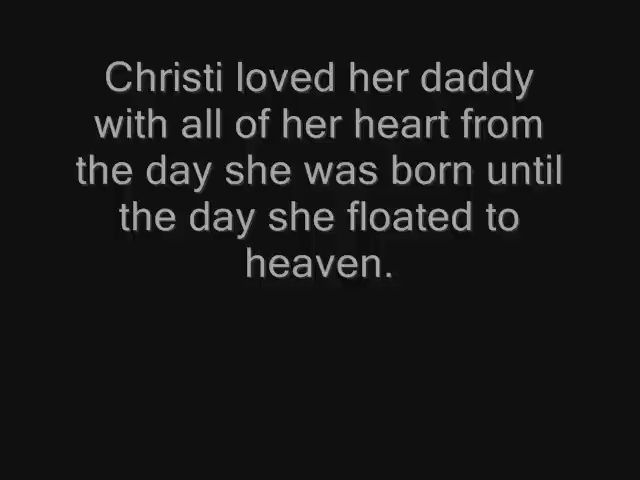 Christi loved her daddy
with all of her heart from
the day she was born until
the day she floated to
heaven.